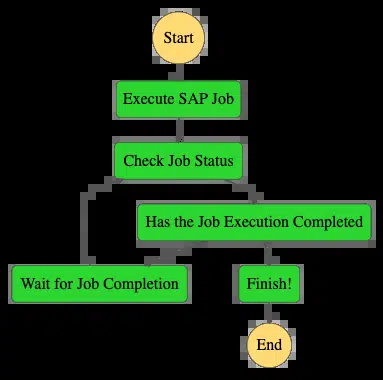 Start
Execute SAP Job
Check Job Status
Has the Job Execution Completed
Wait for Job Completion
Finish!
End